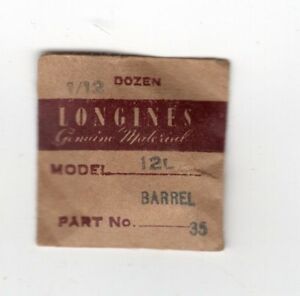 1/12 DOZEN
LONGINES
Genuine Material
MODEL 12L
BARREL
PART No. 35